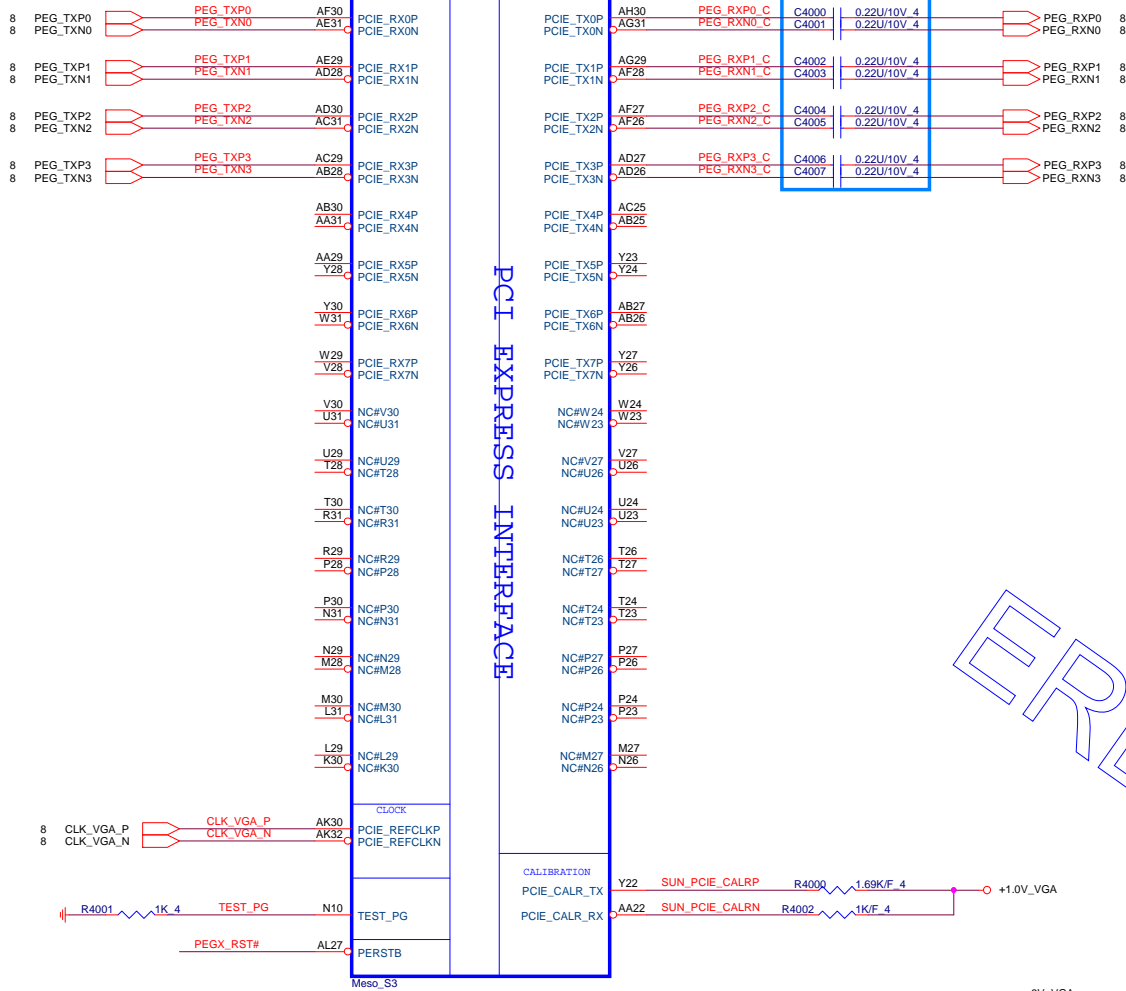 8 PEG_TXP0 PEG_TXP0 AF30 PCIE_RX0P PCIE_TX0P AH30 PEG_RXP0_C C4000 0.22U/10V_4 PEG_RXP0 8
8 PEG_TXN0 PEG_TXN0 AE31 PCIE_RX0N PCIE_TX0N AG31 PEG_RXN0_C C4001 0.22U/10V_4 PEG_RXN0 8
8 PEG_TXP1 PEG_TXP1 AE29 PCIE_RX1P PCIE_TX1P AG29 PEG_RXP1_C C4002 0.22U/10V_4 PEG_RXP1 8
8 PEG_TXN1 PEG_TXN1 AD28 PCIE_RX1N PCIE_TX1N AF28 PEG_RXN1_C C4003 0.22U/10V_4 PEG_RXN1 8
8 PEG_TXP2 PEG_TXP2 AD30 PCIE_RX2P PCIE_TX2P AF27 PEG_RXP2_C C4004 0.22U/10V_4 PEG_RXP2 8
8 PEG_TXN2 PEG_TXN2 AC31 PCIE_RX2N PCIE_TX2N AF26 PEG_RXN2_C C4005 0.22U/10V_4 PEG_RXN2 8
8 PEG_TXP3 PEG_TXP3 AC29 PCIE_RX3P PCIE_TX3P AD27 PEG_RXP3_C C4006 0.22U/10V_4 PEG_RXP3 8
8 PEG_TXN3 PEG_TXN3 AB28 PCIE_RX3N PCIE_TX3N AD26 PEG_RXN3_C C4007 0.22U/10V_4 PEG_RXN3 8
AB30 PCIE_RX4P PCIE_TX4P AC25
AA31 PCIE_RX4N PCIE_TX4N AB25
AA29 PCIE_RX5P PCIE_TX5P Y23
Y28 PCIE_RX5N PCIE_TX5N Y24
Y30 PCIE_RX6P PCIE_TX6P AB27
W31 PCIE_RX6N PCIE_TX6N AB26
W29 PCIE_RX7P PCIE_TX7P Y27
V28 PCIE_RX7N PCIE_TX7N Y26
PCI EXPRESS INTERFACE
V30 NC#V30 NC#W24 W24
U31 NC#U31 NC#W23 W23
U29 NC#U29 NC#V27 V27
T28 NC#T28 NC#U26 U26
T30 NC#T30 NC#U24 U24
R31 NC#R31 NC#U23 U23
R29 NC#R29 NC#T26 T26
P28 NC#P28 NC#T27 T27
P30 NC#P30 NC#T24 T24
N31 NC#N31 NC#T23 T23
N29 NC#N29 NC#P27 P27
M28 NC#M28 NC#P26 P26
M30 NC#M30 NC#P24 P24
L31 NC#L31 NC#P23 P23
L29 NC#L29 NC#M27 M27
K30 NC#K30 NC#N26 N26
ER
CLOCK
8 CLK_VGA_P CLK_VGA_P AK30 PCIE_REFCLKP
8 CLK_VGA_N CLK_VGA_N AK32 PCIE_REFCLKN
CALIBRATION
PCIE_CALR_TX Y22 SUN_PCIE_CALRP R4000 1.69K/F_4 +1.0V_VGA
R4001 1K_4 TEST_PG N10 TEST_PG PCIE_CALR_RX AA22 SUN_PCIE_CALRN R4002 1K/F_4
PEGX_RST# AL27 PERSTB
Meso_S3